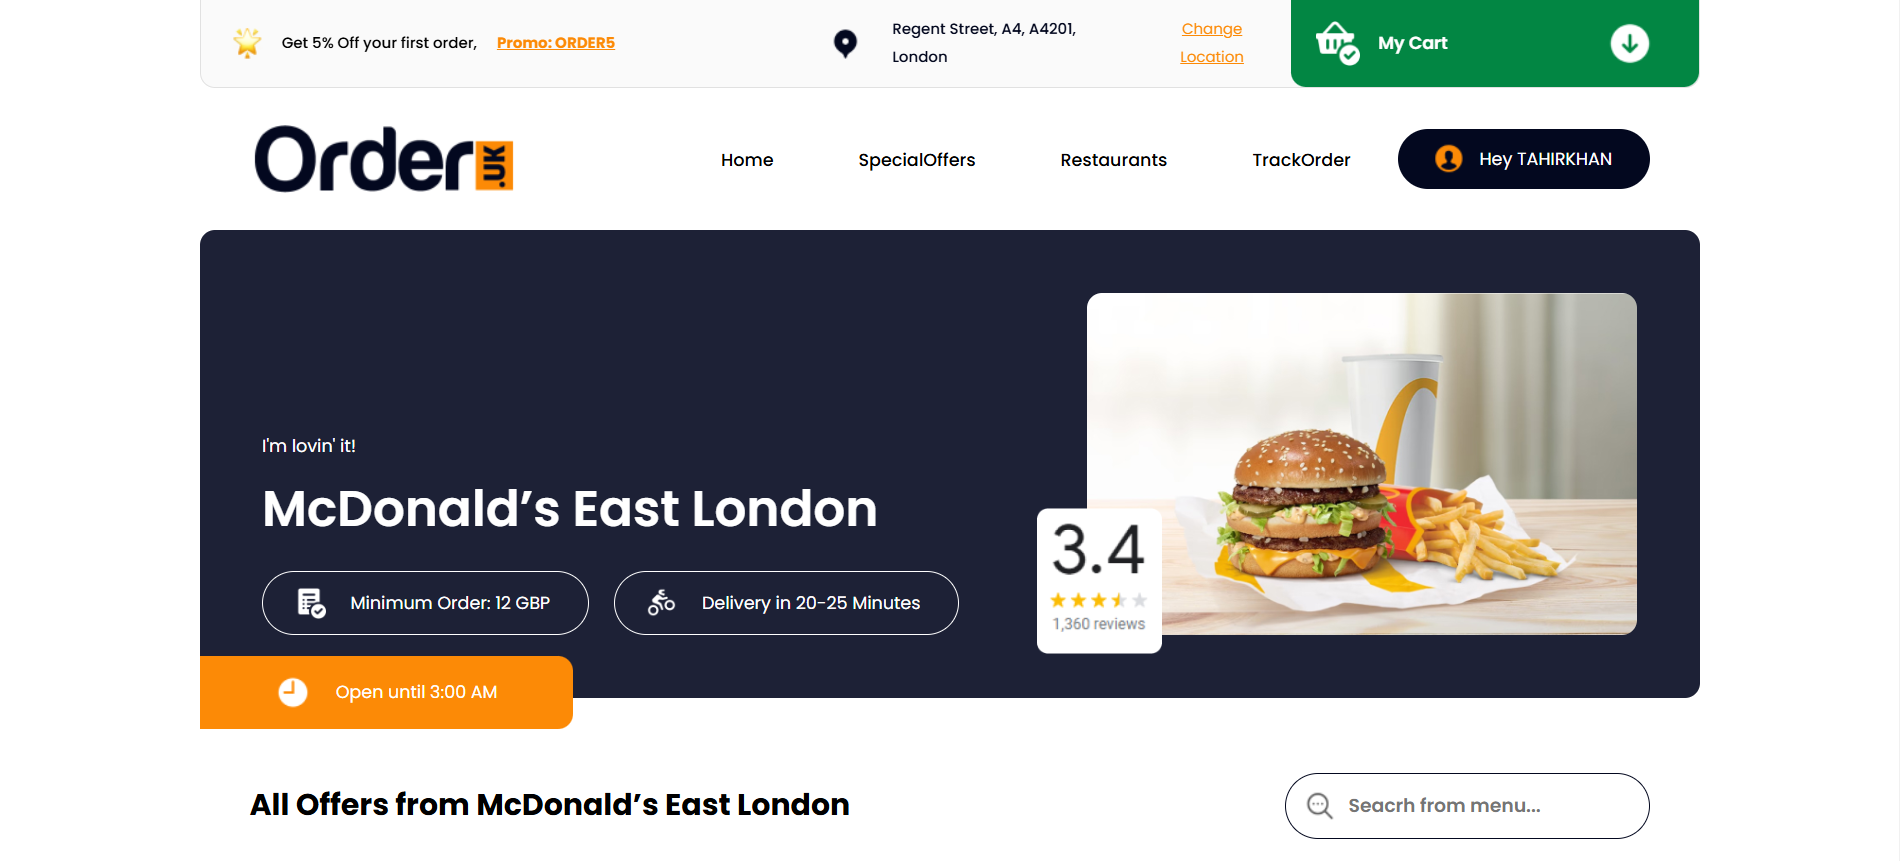 Get 5% Off your first order, Promo: ORDER5
Regent Street, A4, A4201,
London
Change
Location
My Cart
Order.UK
Home
SpecialOffers
Restaurants
TrackOrder
Hey TAHIRKHAN
I'm lovin' it!
McDonald’s East London
Minimum Order: 12 GBP
Delivery in 20-25 Minutes
3.4
1,360 reviews
Open until 3:00 AM
All Offers from McDonald’s East London
Seacrh from menu...